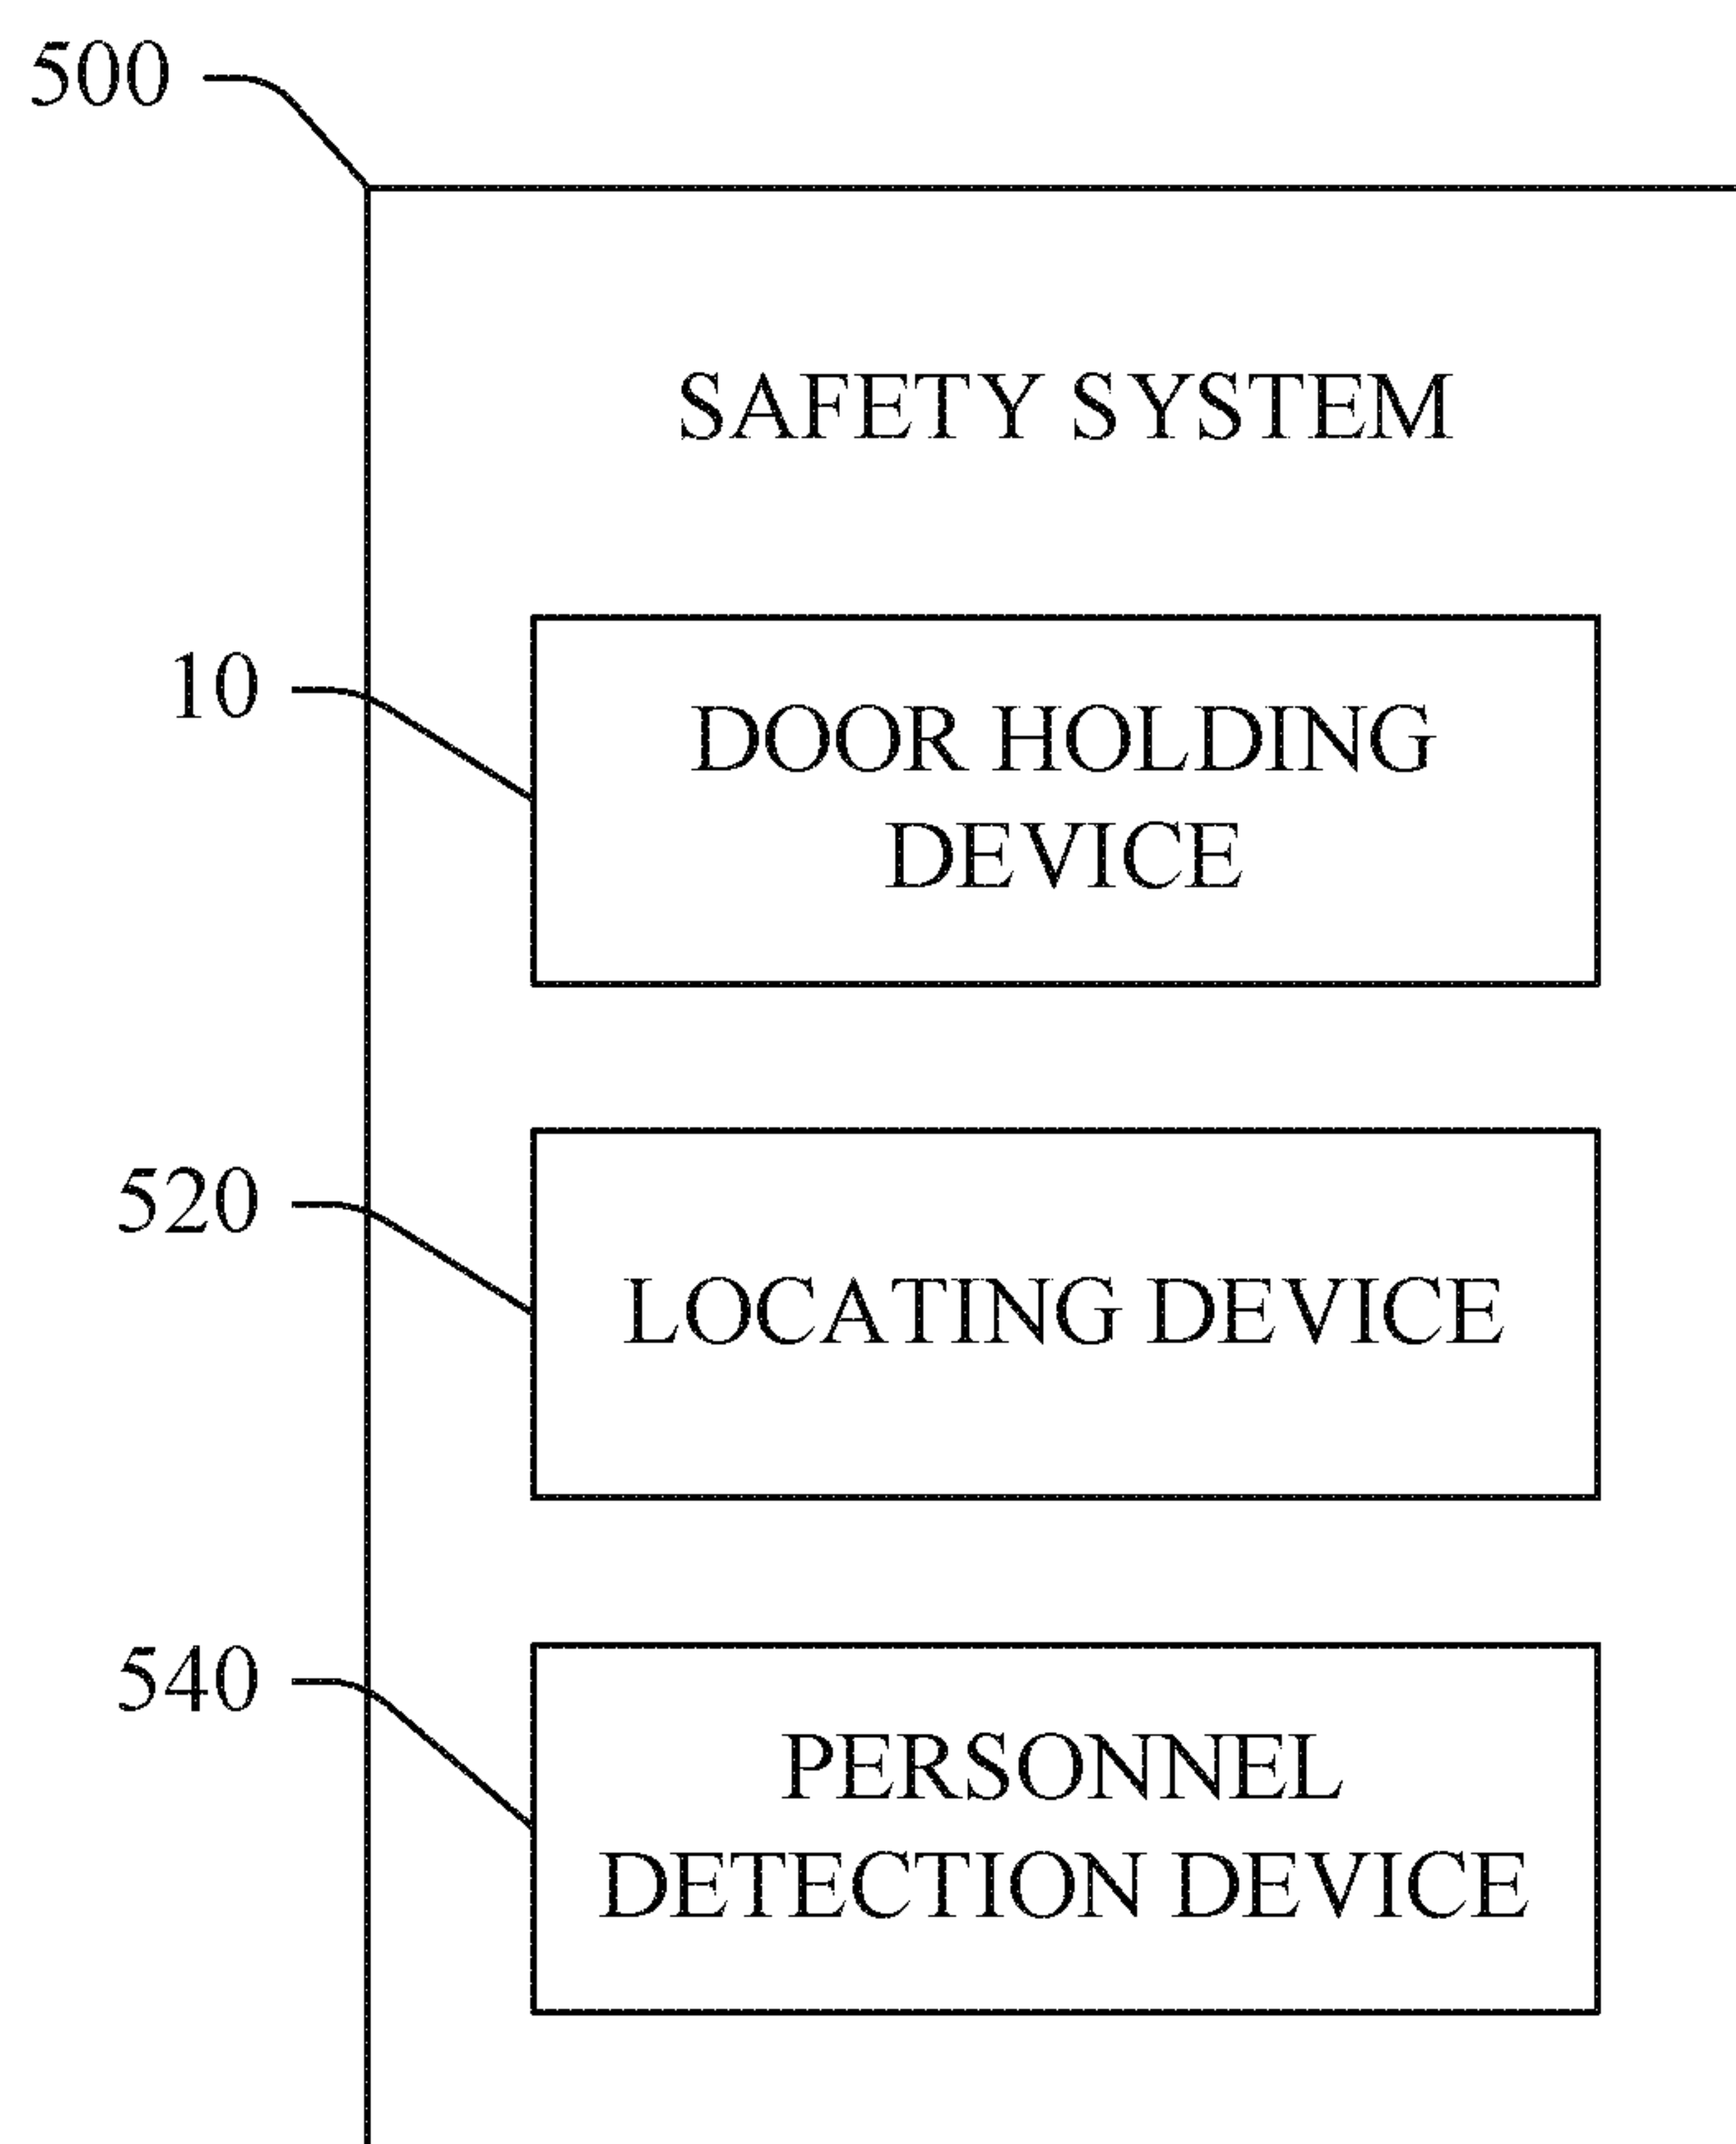 500
SAFETY SYSTEM
10
DOOR HOLDING
DEVICE
520
LOCATING DEVICE
540
PERSONNEL
DETECTION DEVICE